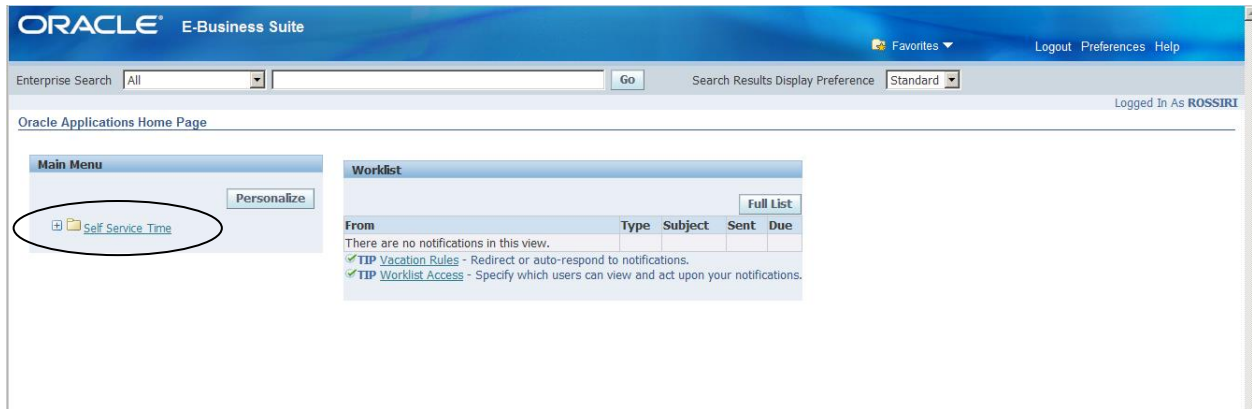 ORACLE® E-Business Suite
Favorites Logout Preferences Help
Enterprise Search All Go Search Results Display Preference Standard
Logged In As ROSSIRI
Oracle Applications Home Page
Main Menu
Personalize
Self Service Time
Worklist
Full List
From Type Subject Sent Due
There are no notifications in this view.
TIP Vacation Rules - Redirect or auto-respond to notifications.
TIP Worklist Access - Specify which users can view and act upon your notifications.